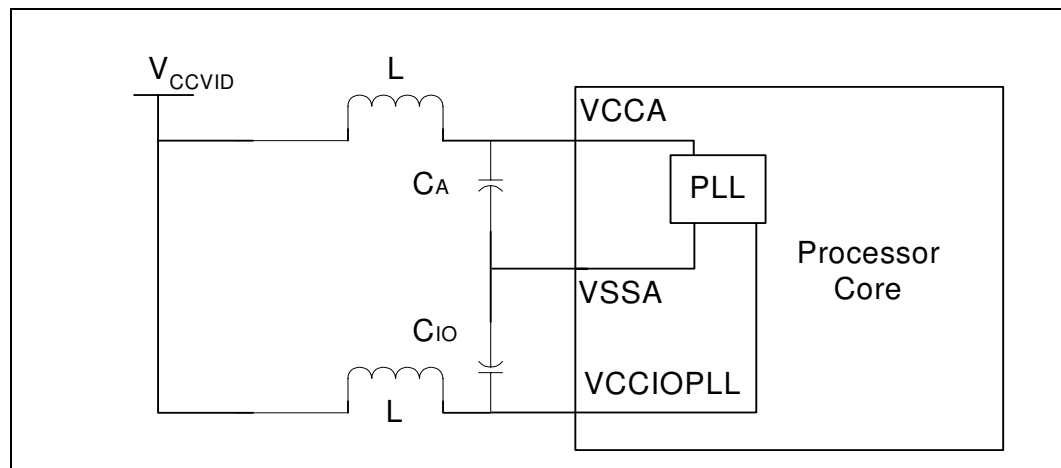 VCCVID
L
VCCA
CA
PLL
Processor
Core
VSSA
CIO
VCCIOPLL
L